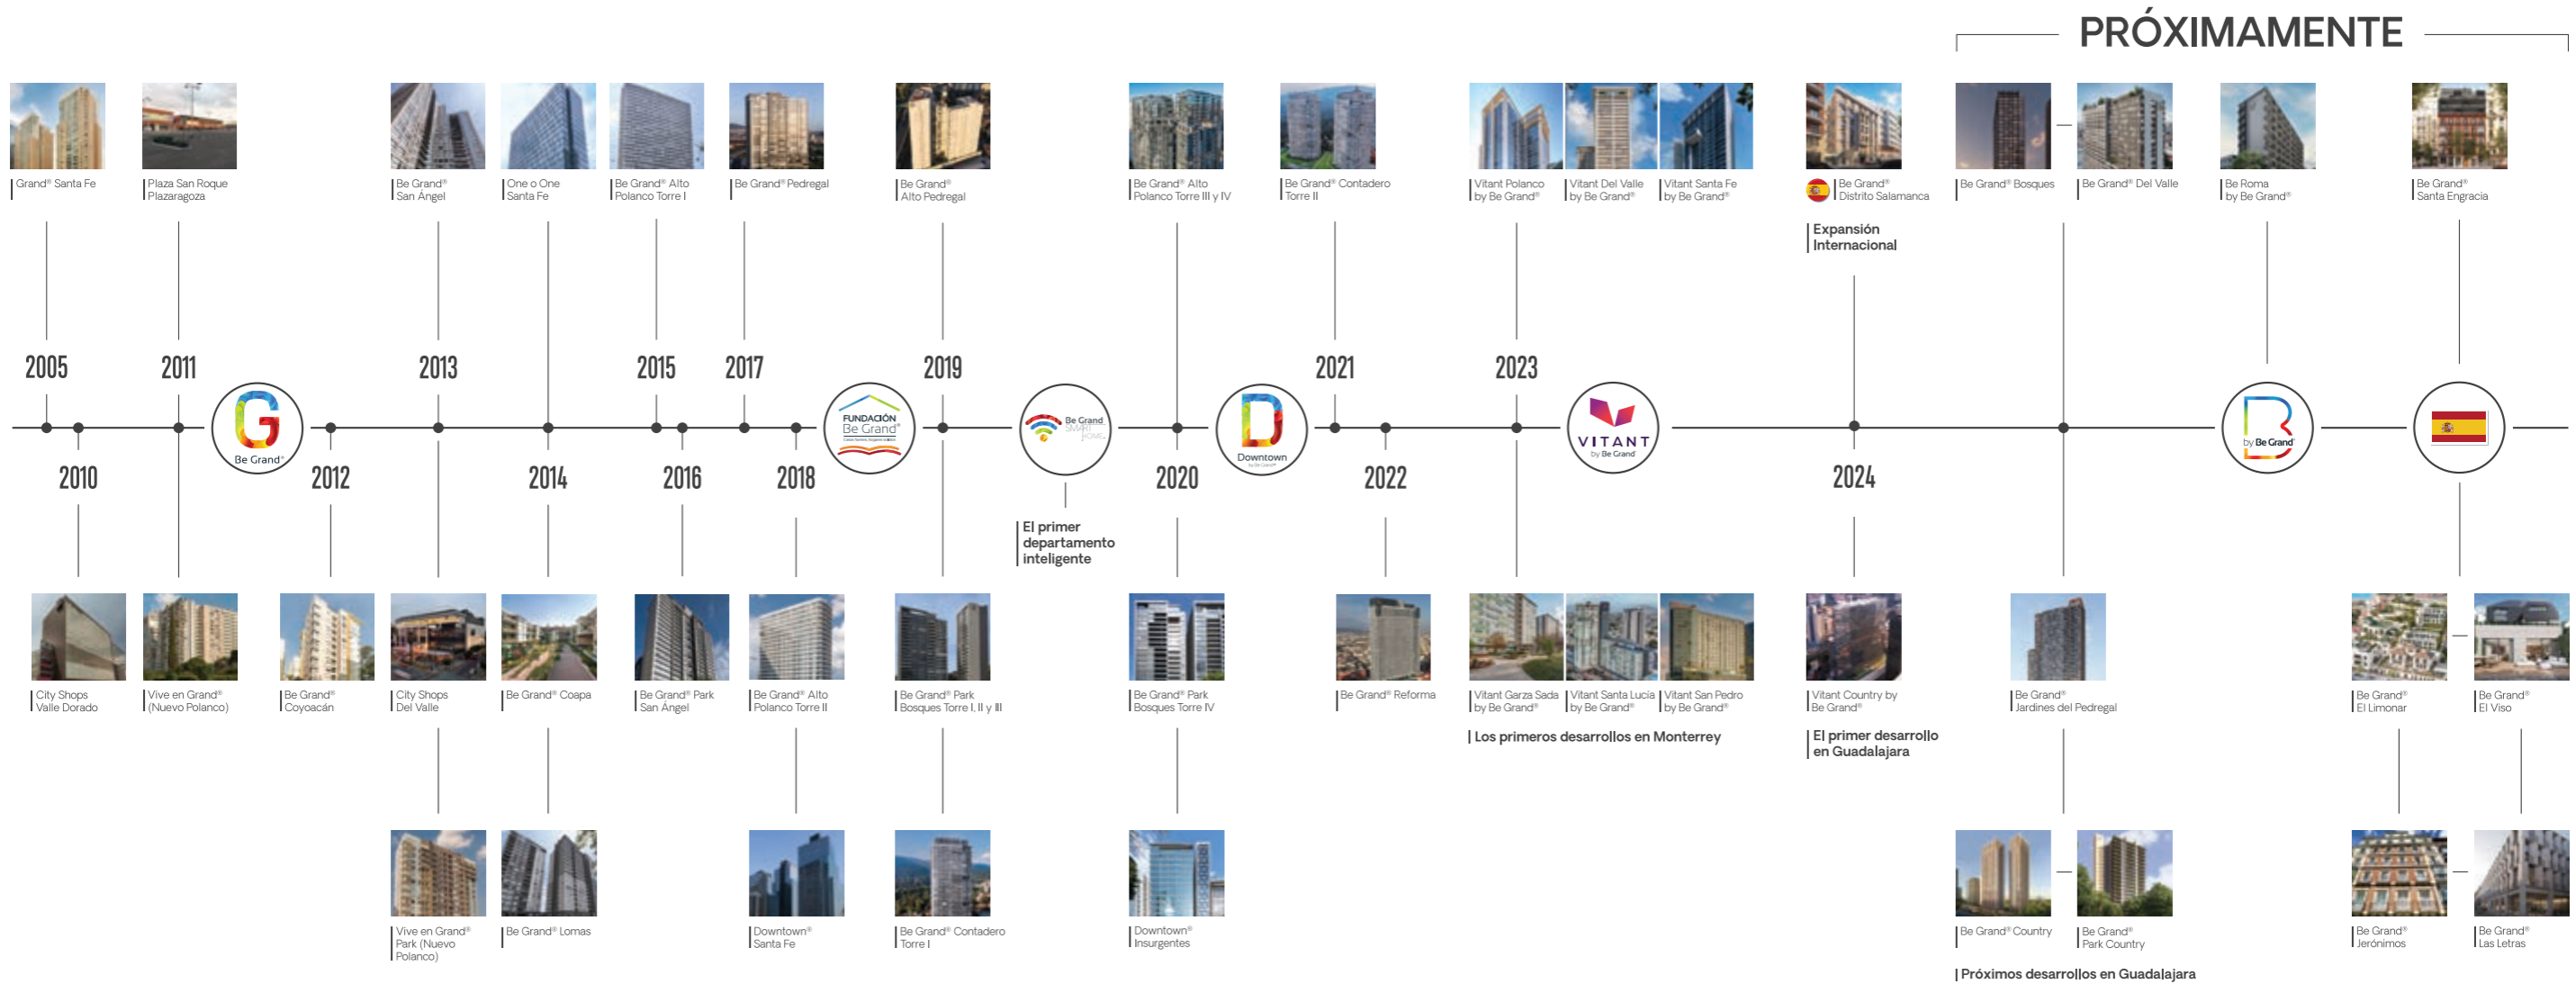 PRÓXIMAMENTE
Grand® Santa Fe
Plaza San Roque
Plazaragoza
Be Grand®
San Ángel
One o One
Santa Fe
Be Grand® Alto
Polanco Torre I
Be Grand® Pedregal
Be Grand®
Alto Pedregal
Be Grand® Alto
Polanco Torre III y IV
Be Grand® Contadero
Torre II
Vitant Polanco
by Be Grand®
Vitant Del Valle
by Be Grand®
Vitant Santa Fe
by Be Grand®
Be Grand®
Distrito Salamanca
Expansión
Internacional
Be Grand® Bosques
Be Grand® Del Valle
Be Roma
by Be Grand®
Be Grand®
Santa Engracia
2005
2011
2013
2015
2017
2019
2021
2023
G
Be Grand®
FUNDACIÓN
Be Grand®
Be Grand
SMART
HOME
D
Downtown
by Be Grand®
VITANT
by Be Grand
B
by Be Grand®
2010
2012
2014
2016
2018
2020
2022
2024
El primer
departamento
inteligente
City Shops
Valle Dorado
Vive en Grand®
(Nuevo Polanco)
Be Grand®
Coyoacán
City Shops
Del Valle
Be Grand® Coapa
Be Grand® Park
San Ángel
Be Grand® Alto
Polanco Torre II
Be Grand® Park
Bosques Torre I, II y III
Be Grand® Park
Bosques Torre IV
Be Grand® Reforma
Vitant Garza Sada
by Be Grand®
Vitant Santa Lucía
by Be Grand®
Vitant San Pedro
by Be Grand®
Los primeros desarrollos en Monterrey
Vitant Country by
Be Grand®
El primer desarrollo
en Guadalajara
Be Grand®
Jardines del Pedregal
Be Grand®
El Limonar
Be Grand®
El Viso
Vive en Grand®
Park (Nuevo
Polanco)
Be Grand® Lomas
Downtown®
Santa Fe
Be Grand® Contadero
Torre I
Downtown®
Insurgentes
Be Grand® Country
Be Grand®
Park Country
Próximos desarrollos en Guadalajara
Be Grand®
Jerónimos
Be Grand®
Las Letras